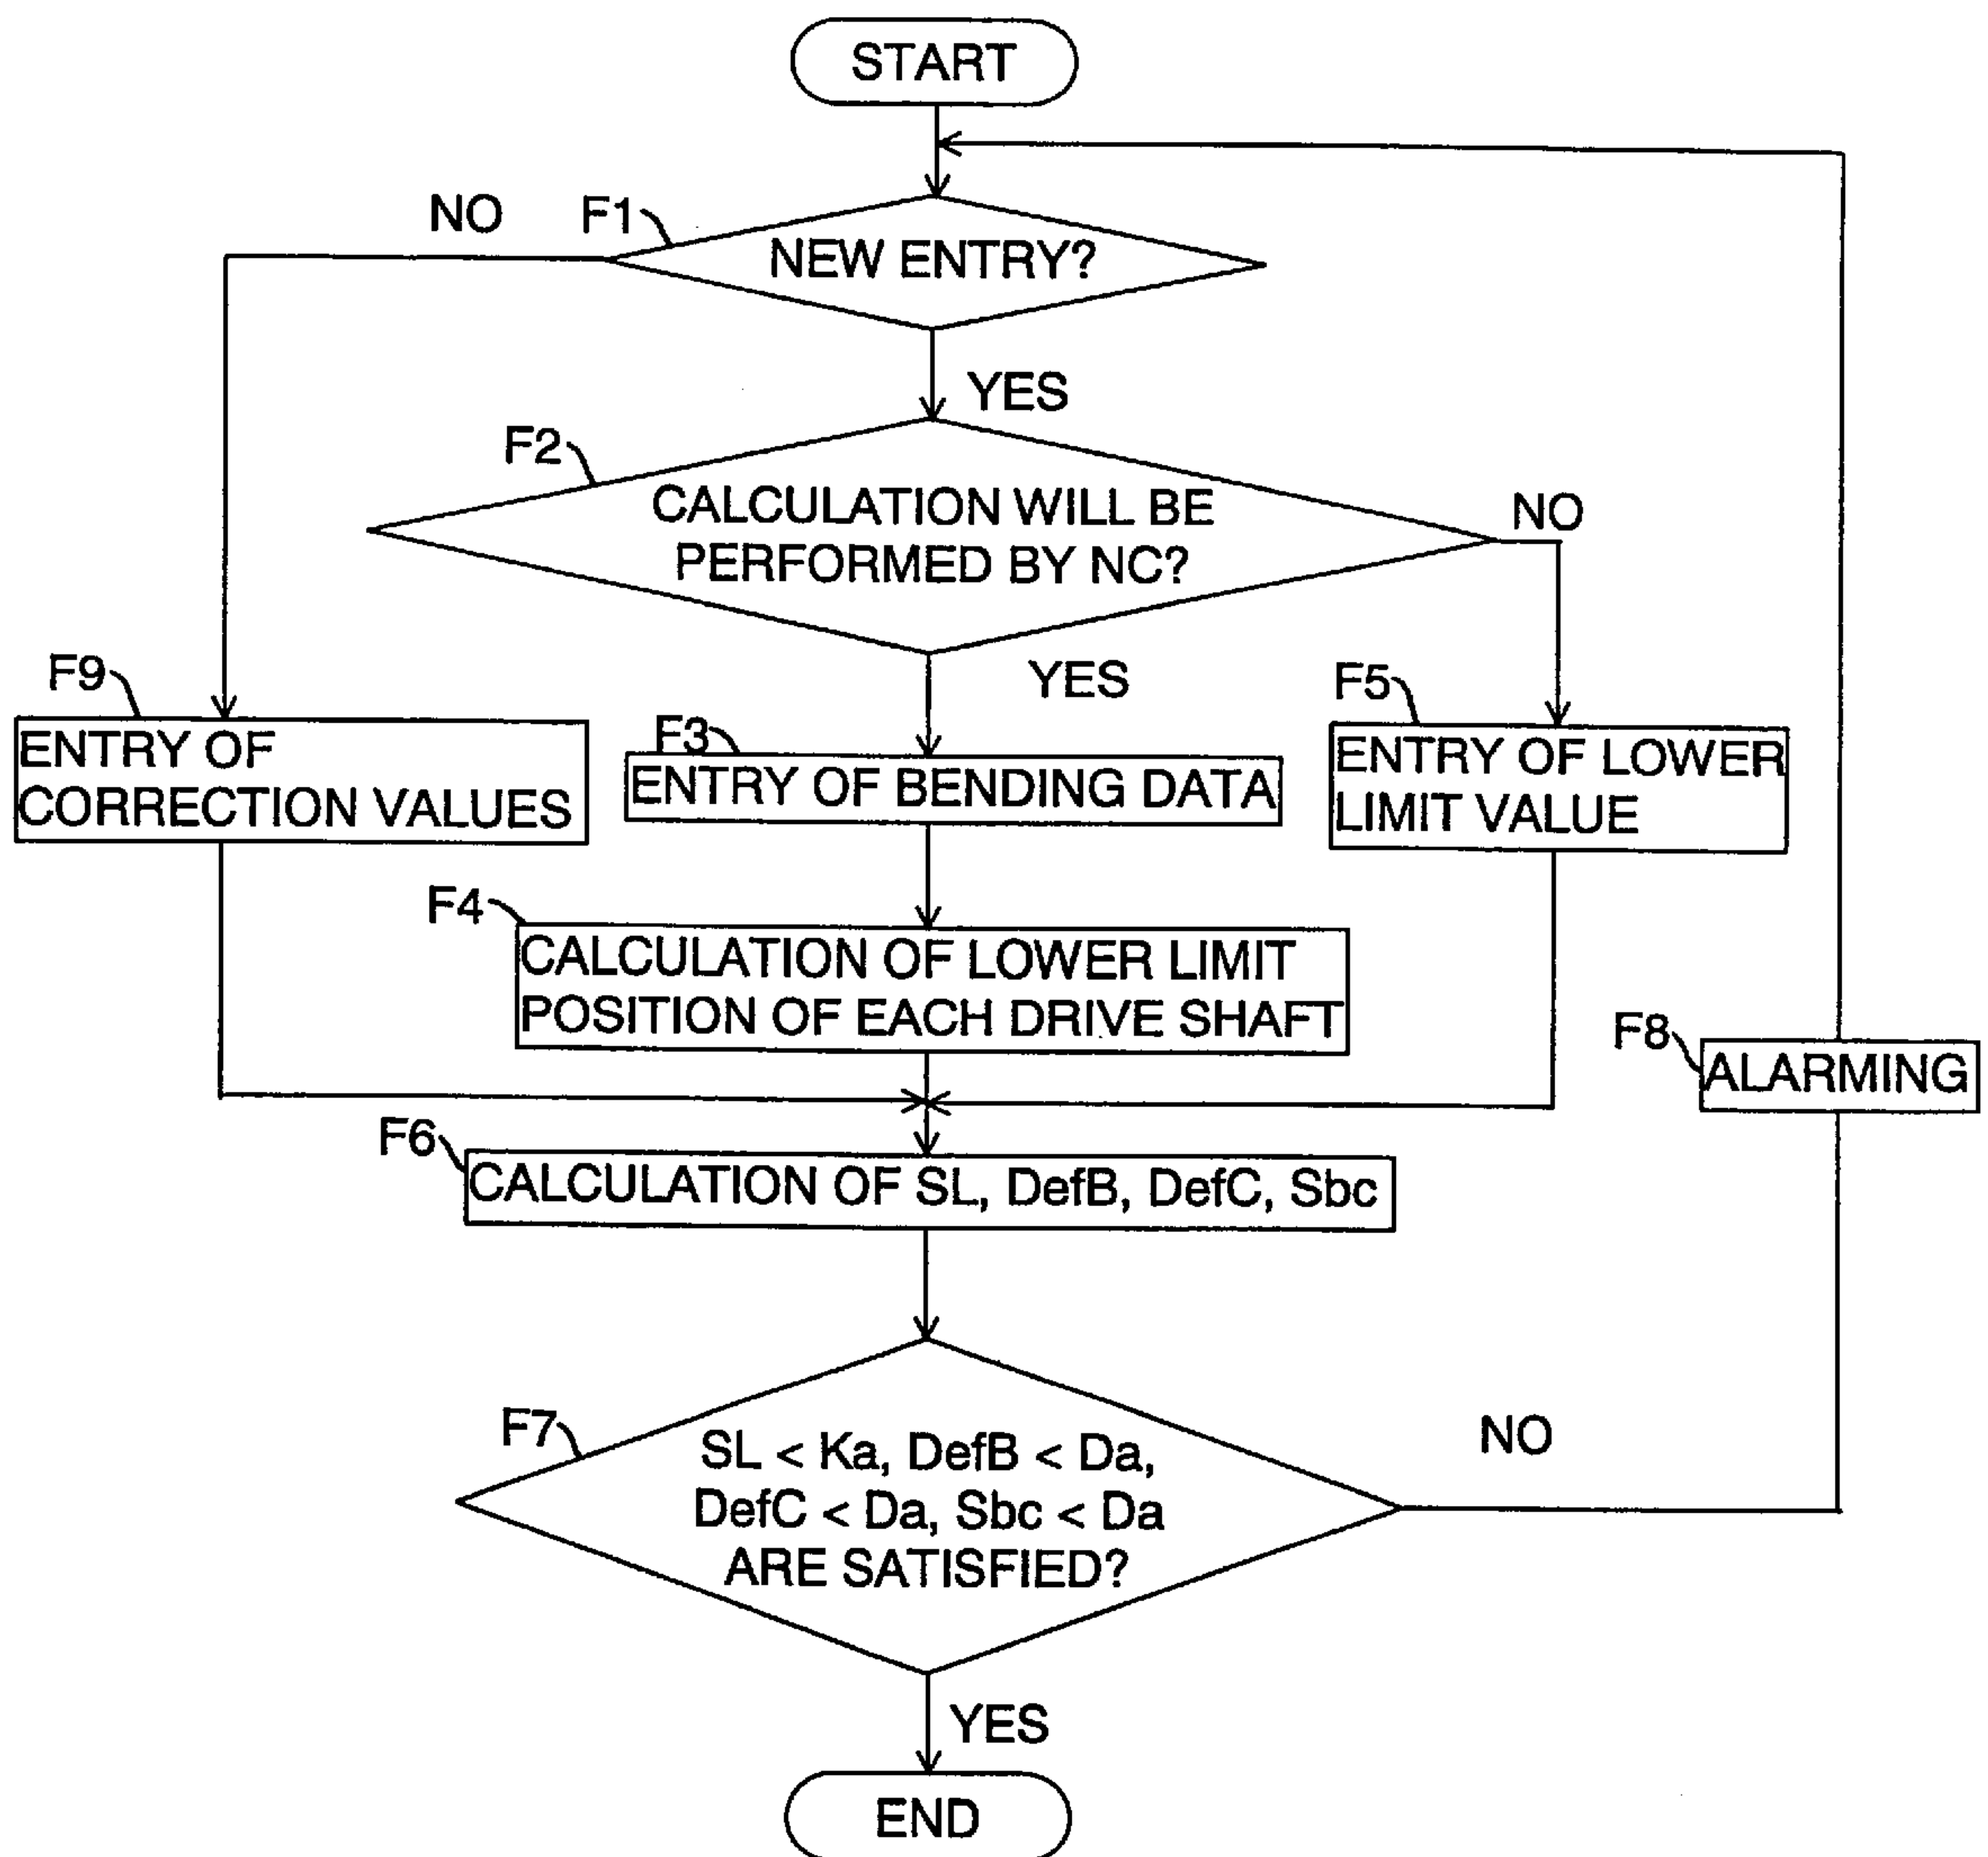 START
NO
F1
NEW ENTRY?
YES
F2
CALCULATION WILL BE
PERFORMED BY NC?
NO
YES
F9
ENTRY OF
CORRECTION VALUES
F3
ENTRY OF BENDING DATA
F5
ENTRY OF LOWER
LIMIT VALUE
F4
CALCULATION OF LOWER LIMIT
POSITION OF EACH DRIVE SHAFT
F8
ALARMING
F6
CALCULATION OF SL, DefB, DefC, Sbc
F7
SL < Ka, DefB < Da,
DefC < Da, Sbc < Da
ARE SATISFIED?
NO
YES
END